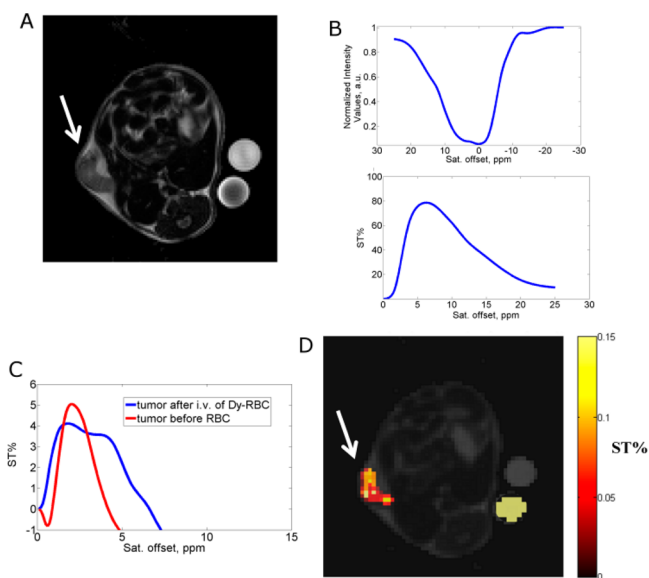 A
B
Normalized Intensity
Values, a.u.
1
0.8
0.6
0.4
0.2
30 20 10 0 -10 -20 -30
Sat. offset, ppm
ST%
100
80
60
40
20
0 5 10 15 20 25 30
Sat. offset, ppm
C
ST%
6
5
4
3
2
1
0
-1
tumor after i.v. of Dy-RBC
tumor before RBC
0 5 10 15
Sat. offset, ppm
D
0.15
0.1
0.05
0
ST%